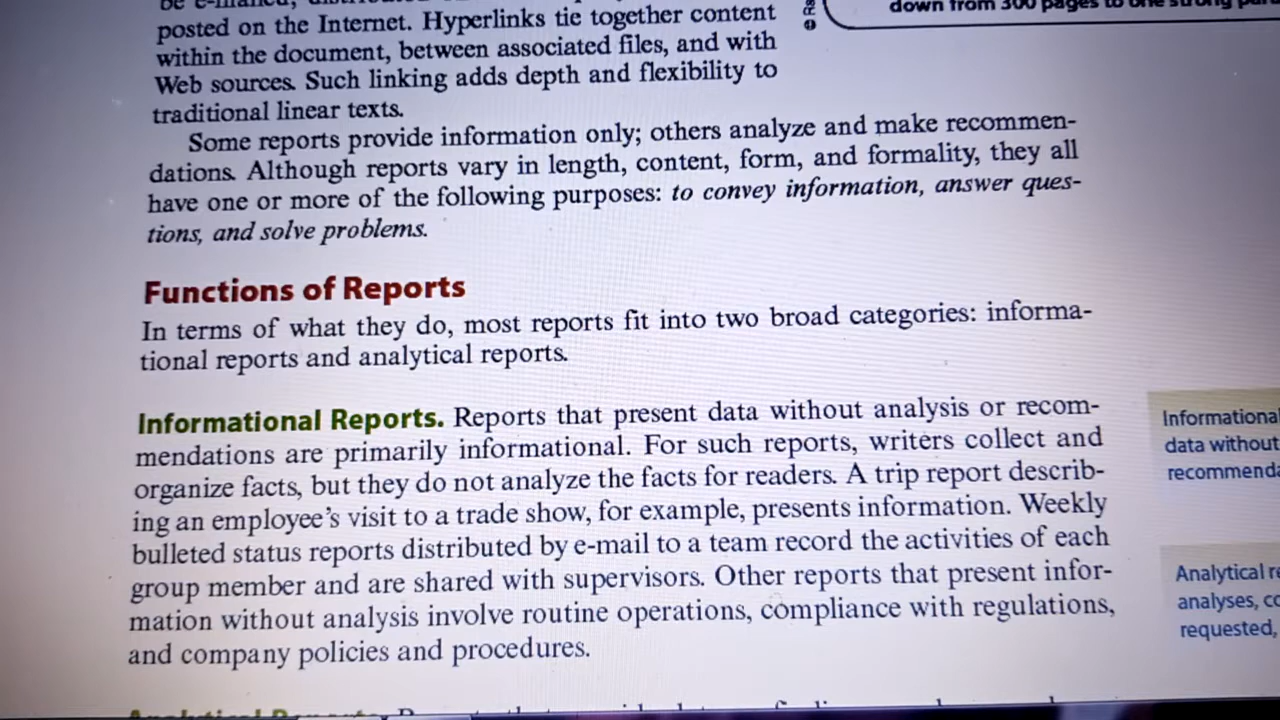 posted on the Internet. Hyperlinks tie together content
within the document, between associated files, and with
Web sources. Such linking adds depth and flexibility to
traditional linear texts.
down from 300 pages to one strong
Some reports provide information only; others analyze and make recommen-
dations. Although reports vary in length, content, form, and formality, they all
have one or more of the following purposes: to convey information, answer ques-
tions, and solve problems.
Functions of Reports
In terms of what they do, most reports fit into two broad categories: informa-
tional reports and analytical reports.
Informational Reports. Reports that present data without analysis or recom-
mendations are primarily informational. For such reports, writers collect and
organize facts, but they do not analyze the facts for readers. A trip report describ-
ing an employee's visit to a trade show, for example, presents information. Weekly
bulleted status reports distributed by e-mail to a team record the activities of each
group member and are shared with supervisors. Other reports that present infor-
mation without analysis involve routine operations, compliance with regulations,
and company policies and procedures.
Informational
data without
Analytical
analyses,
requested,